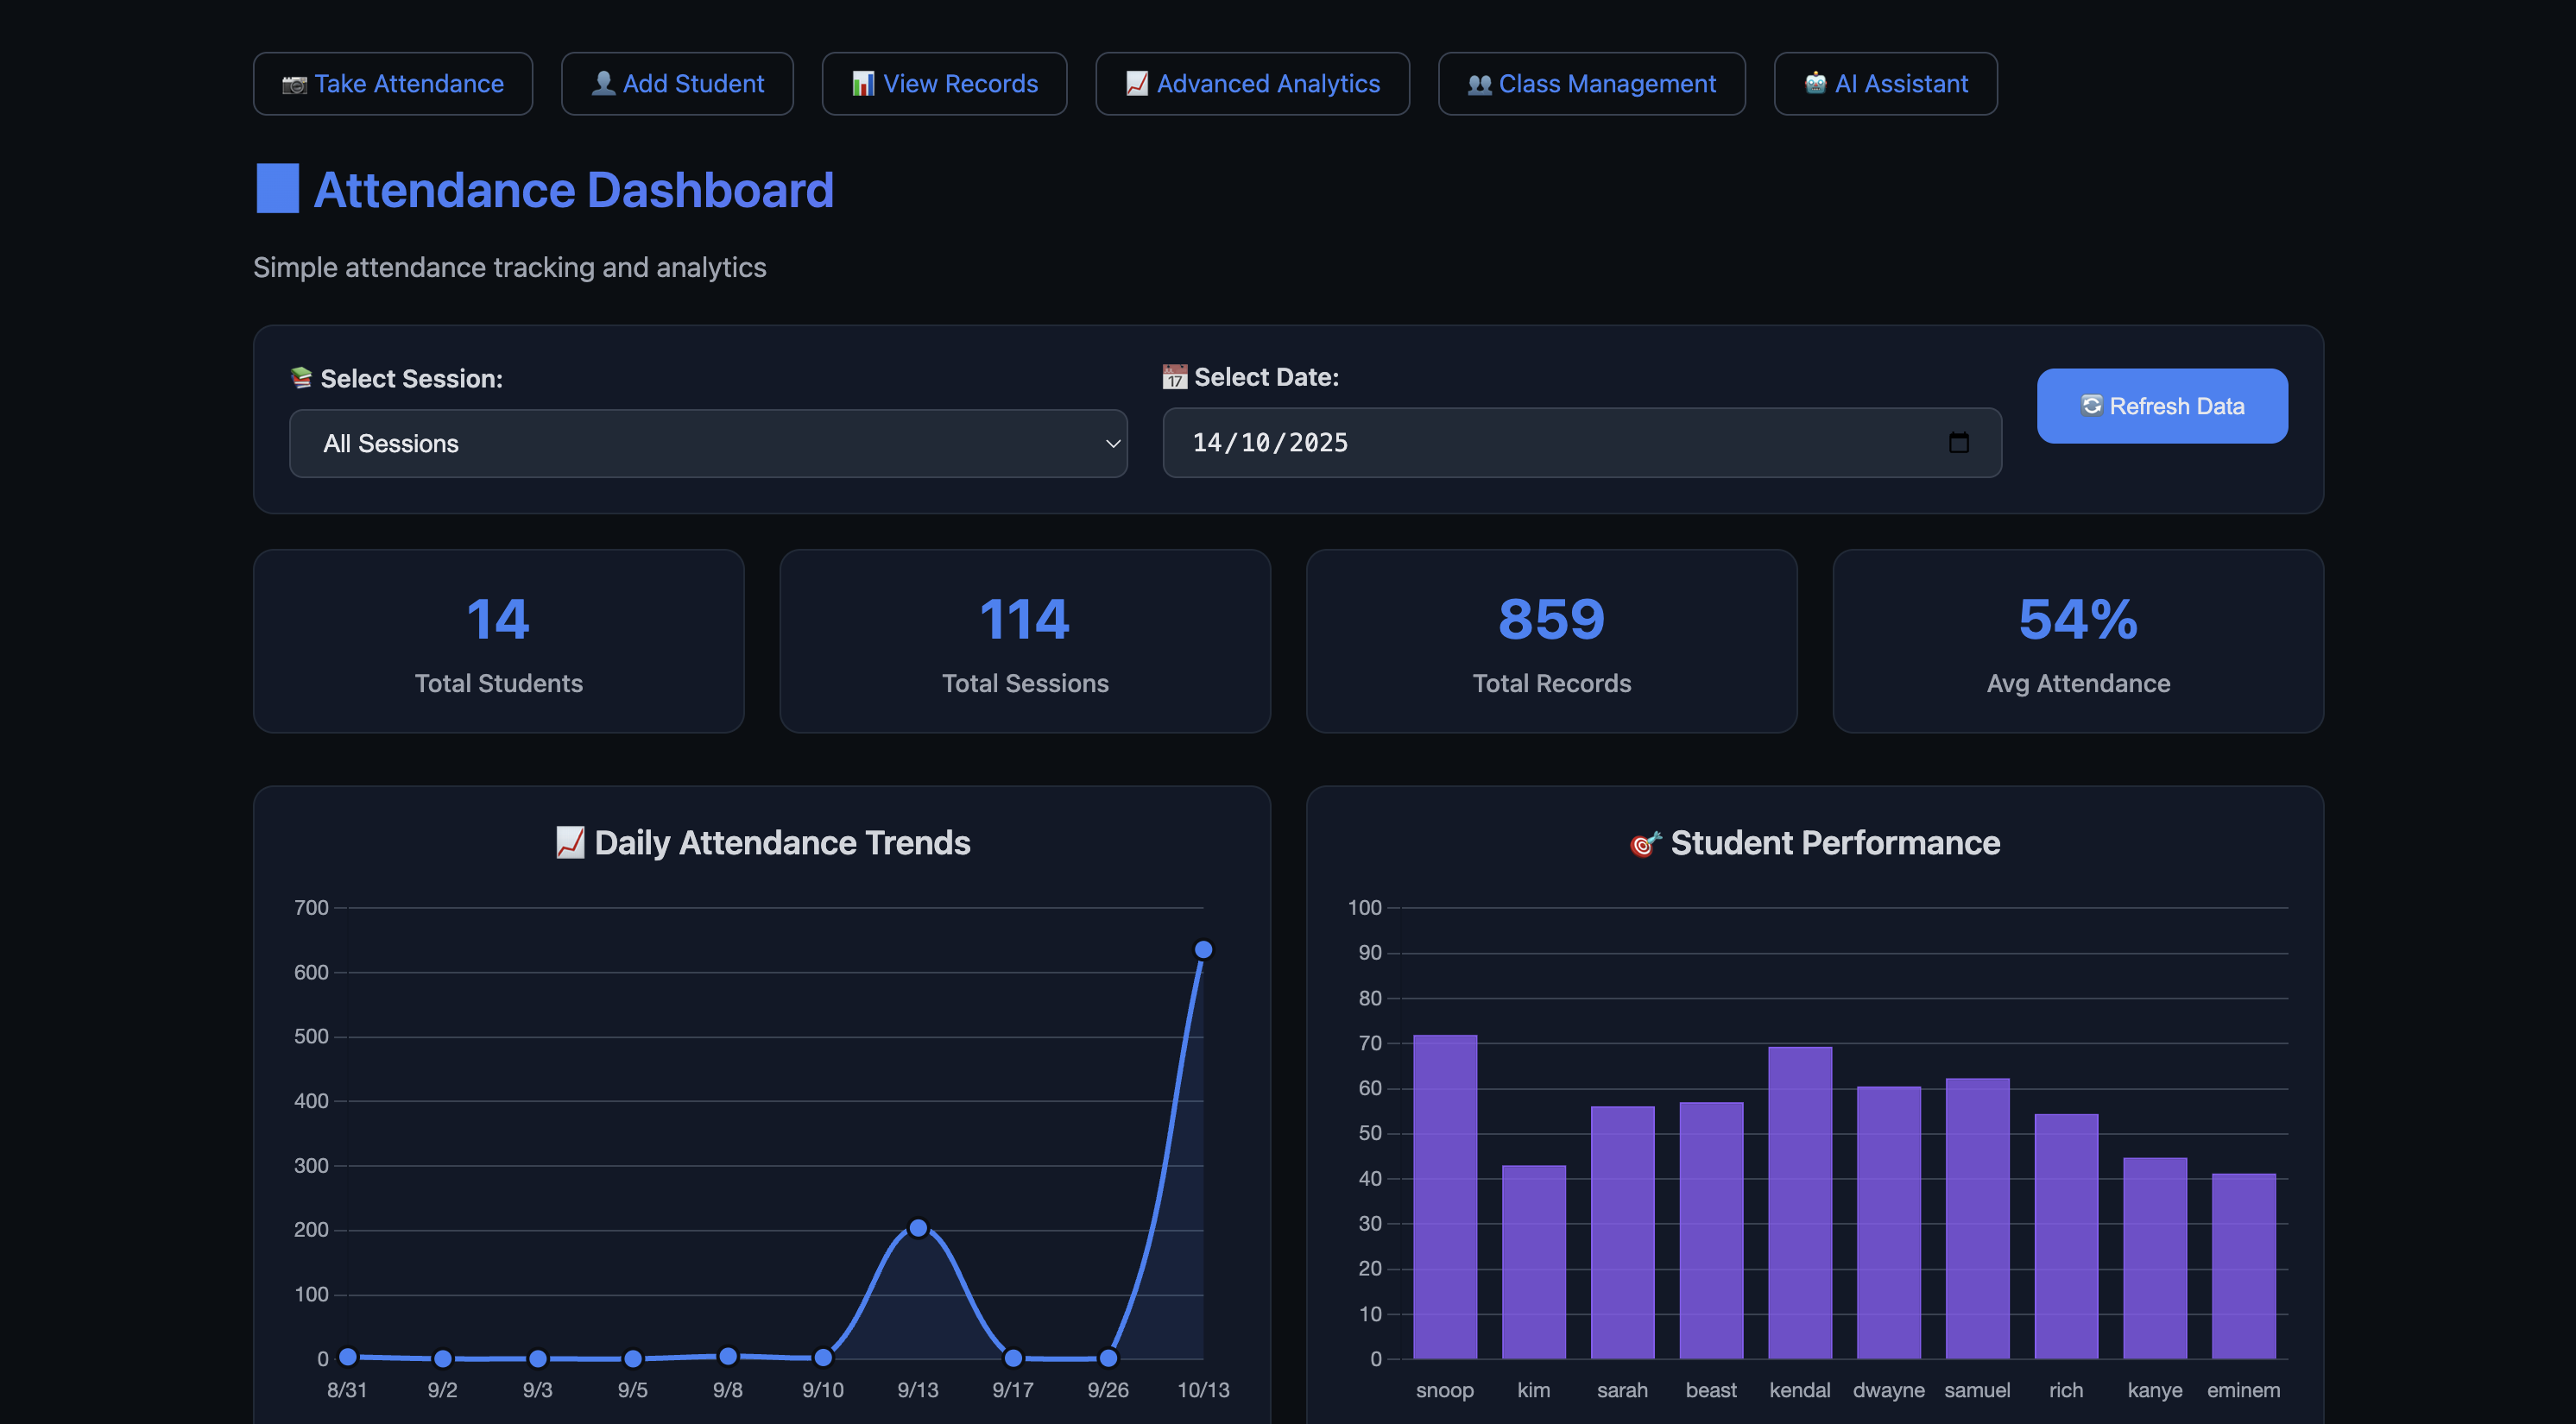 Take Attendance
Add Student
View Records
Advanced Analytics
Class Management
AI Assistant
Attendance Dashboard
Simple attendance tracking and analytics
Select Session:
All Sessions
17
Select Date:
14/10/2025
Refresh Data
14
Total Students
114
Total Sessions
859
Total Records
54%
Avg Attendance
Daily Attendance Trends
700
600
500
400
300
200
100
0
8/31 9/2 9/3 9/5 9/8 9/10 9/13 9/17 9/26 10/13
Student Performance
100
90
80
70
60
50
40
30
20
10
0
snoop kim sarah beast kendal dwayne samuel rich kanye eminem